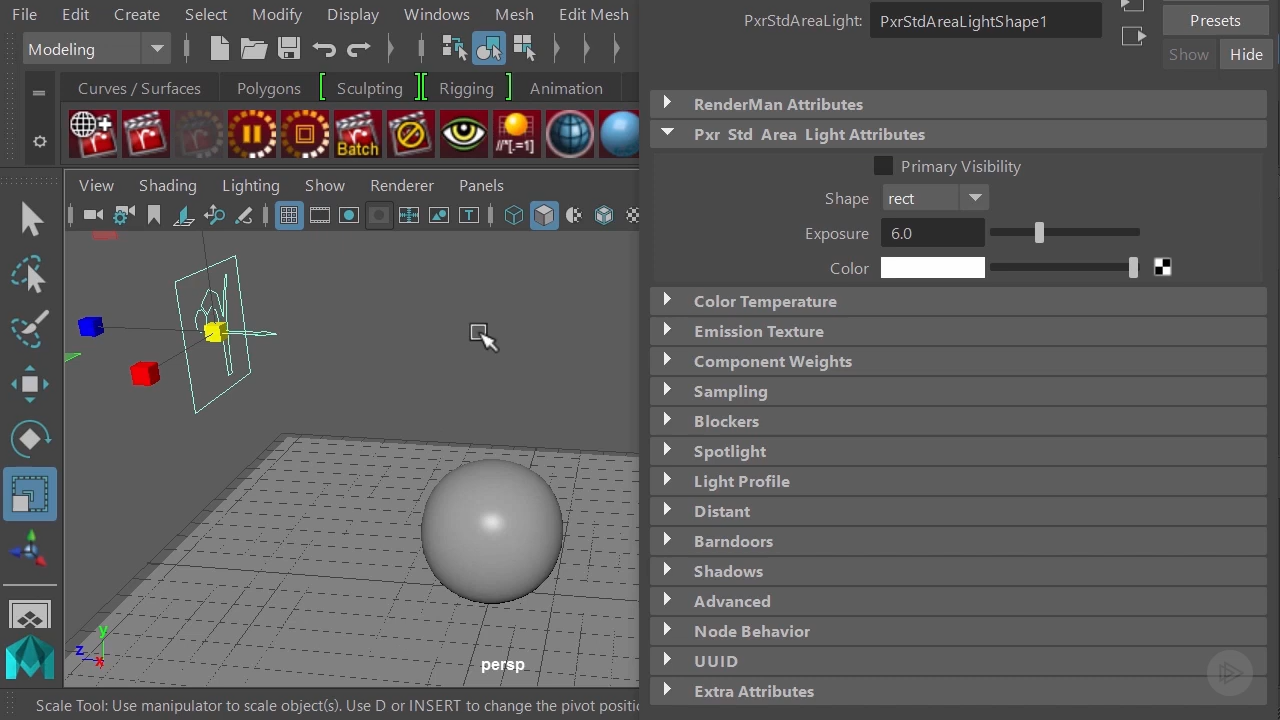 File Edit Create Select Modify Display Windows Mesh Edit Mesh
Modeling
Curves / Surfaces Polygons Sculpting Rigging Animation
Batch
//*[.=1]
View Shading Lighting Show Renderer Panels
T
persp
y
z
x
Scale Tool: Use manipulator to scale object(s). Use D or INSERT to change the pivot positic
PxrStdAreaLight: PxrStdAreaLightShape1
Presets
Show Hide
RenderMan Attributes
Pxr Std Area Light Attributes
Primary Visibility
Shape rect
Exposure 6.0
Color
Color Temperature
Emission Texture
Component Weights
Sampling
Blockers
Spotlight
Light Profile
Distant
Barndoors
Shadows
Advanced
Node Behavior
UUID
Extra Attributes